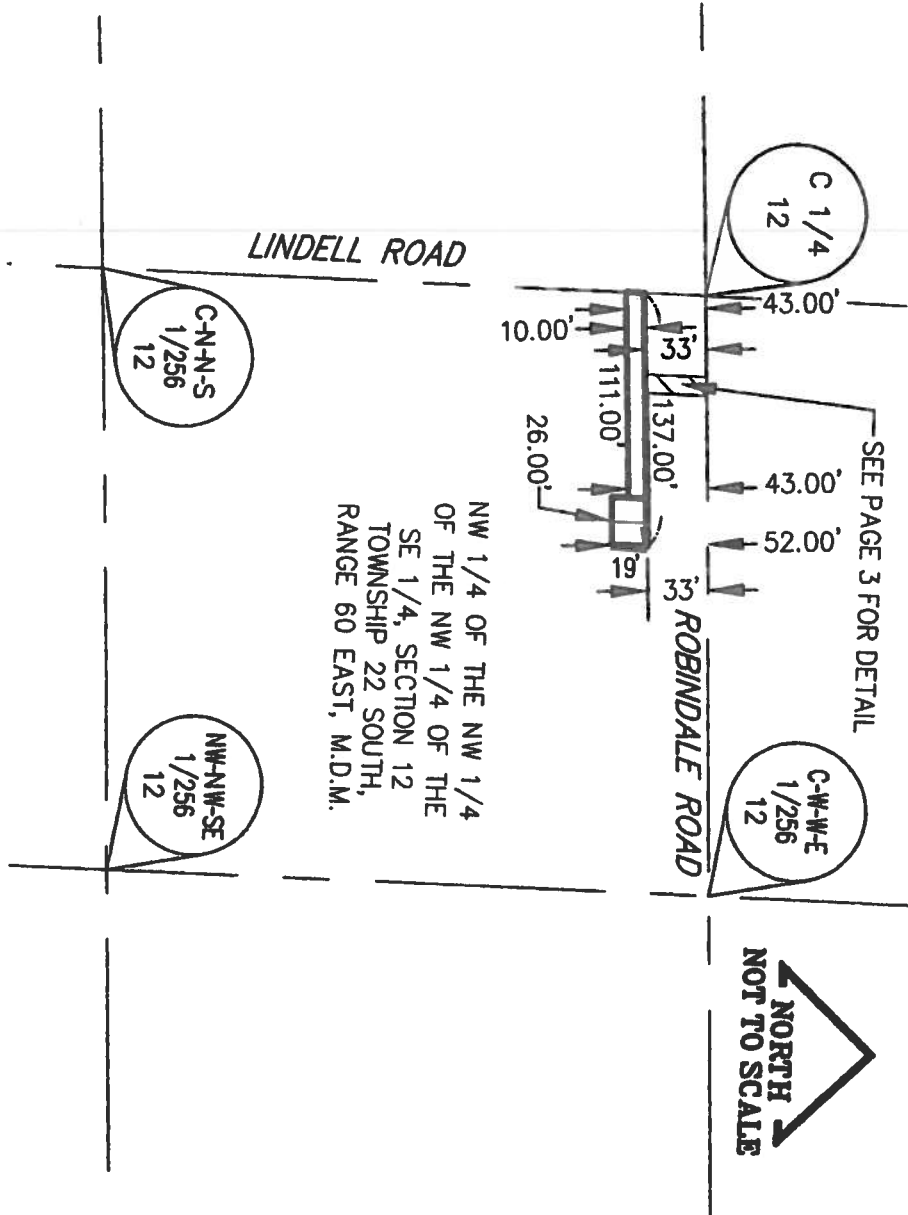 C 1/4
12
43.00'
SEE PAGE 3 FOR DETAIL
C-W-W-E
1/256
12
NORTH
NOT TO SCALE
33'
10.00'
137.00'
111.00'
26.00'
43.00'
52.00'
19'
33'
ROBINDALE ROAD
LINDELL ROAD
NW 1/4 OF THE NW 1/4
OF THE NW 1/4 OF THE
SE 1/4, SECTION 12
TOWNSHIP 22 SOUTH,
RANGE 60 EAST, M.D.M.
C-N-N-S
1/256
12
NW-NW-SE
1/256
12